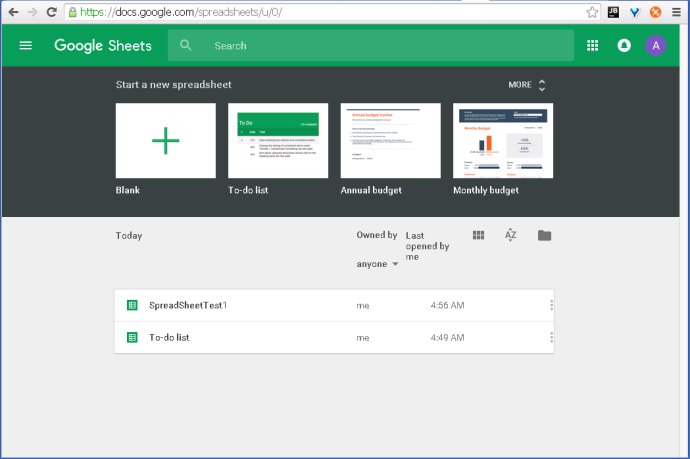 https://docs.google.com/spreadsheets/u/0/
JB
Google Sheets
Search
A
Start a new spreadsheet
MORE
To Do
Annual budget tracker
Monthly Budget
Blank
To-do list
Annual budget
Monthly budget
Today
Owned by
anyone
Last
opened by
me
AZ
SpreadSheetTest1 me 4:56 AM
To-do list me 4:49 AM